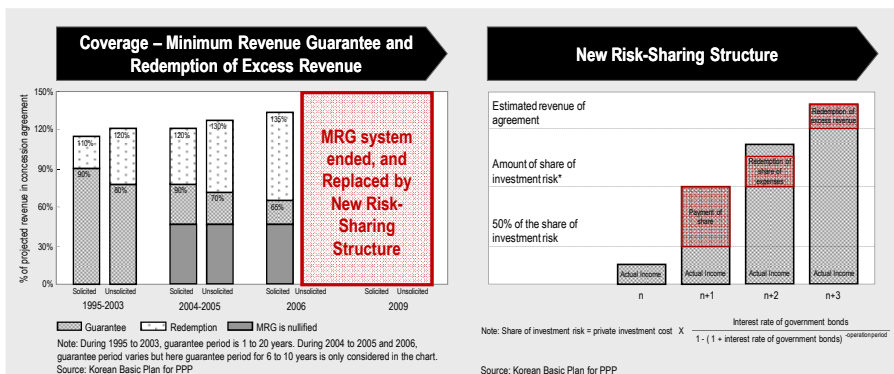 Coverage – Minimum Revenue Guarantee and
Redemption of Excess Revenue
% of projected revenue in concession agreement
150%
120%
90%
60%
30%
0%
110%
90%
120%
80%
120%
90%
130%
70%
135%
65%
MRG system
ended, and
Replaced by
New Risk-
Sharing
Structure
Solicited Unsolicited Solicited Unsolicited Solicited Unsolicited Solicited Unsolicited
1995-2003 2004-2005 2006 2009
Guarantee Redemption MRG is nullified
Note: During 1995 to 2003, guarantee period is 1 to 20 years. During 2004 to 2005 and 2006,
guarantee period varies but here guarantee period for 6 to 10 years is only considered in the chart.
Source: Korean Basic Plan for PPP
New Risk-Sharing Structure
Estimated revenue of
agreement
Amount of share of
investment risk*
50% of the share of
investment risk
Actual Income
Payment of
share
Actual Income
Redemption of
share of
expenses
Actual Income
Redemption of
excess revenue
Actual Income
n n+1 n+2 n+3
Note: Share of investment risk = private investment cost X
Interest rate of government bonds
1 - ( 1 + interest rate of government bonds) -operation period
Source: Korean Basic Plan for PPP